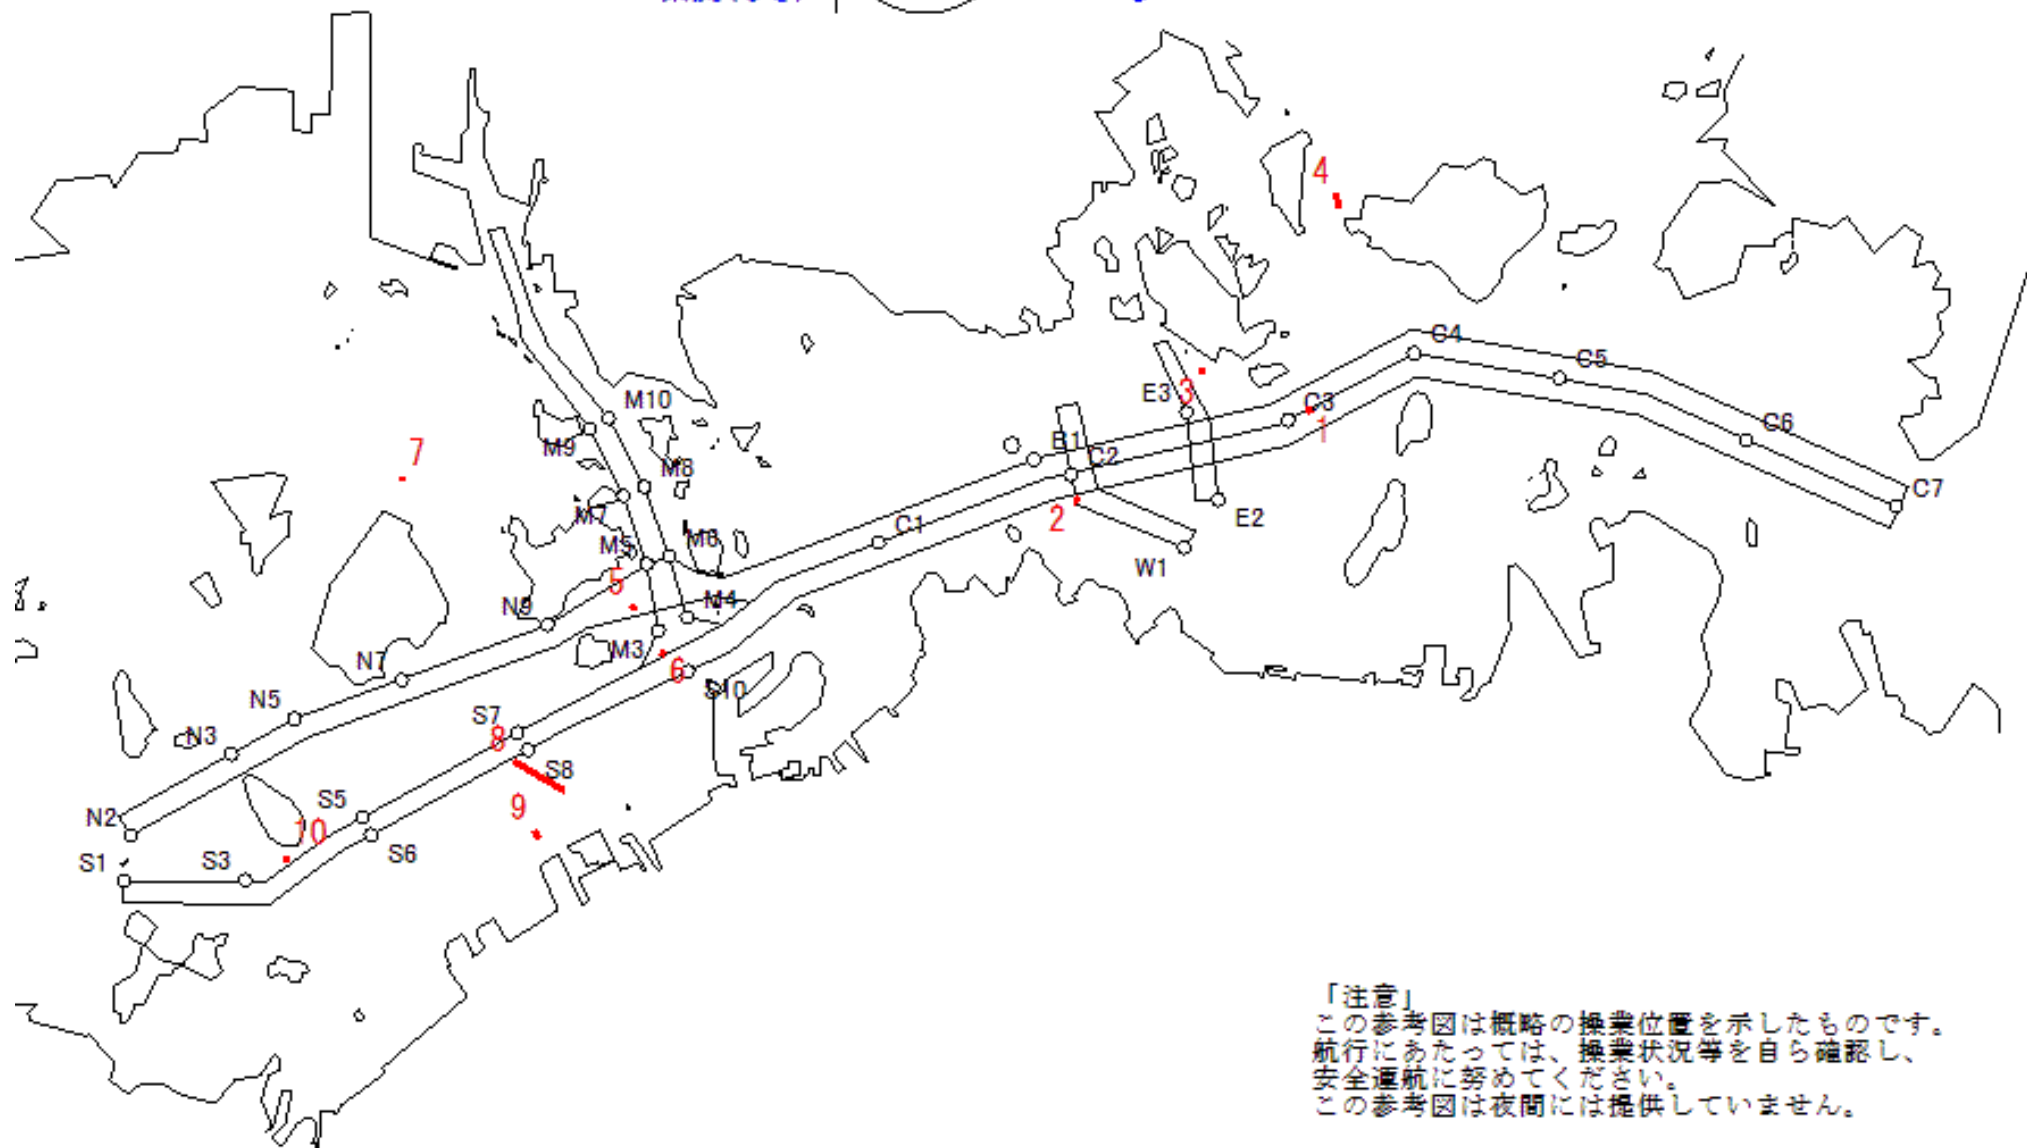 4
C4
C5
M10
E3
3
C3
1
C6
M9
7
B1
C2
M8
C7
M7
2
E2
C1
M5
M6
W1
5
N9
M4
M3
N7
6
S10
N5
S7
N3
8
S8
S5
9
N2
10
S6
S1
S3
「注意」
この参考図は概略の操業位置を示したものです。
航行にあたっては、操業状況等を自ら確認し、
安全運航に努めてください。
この参考図は夜間には提供していません。